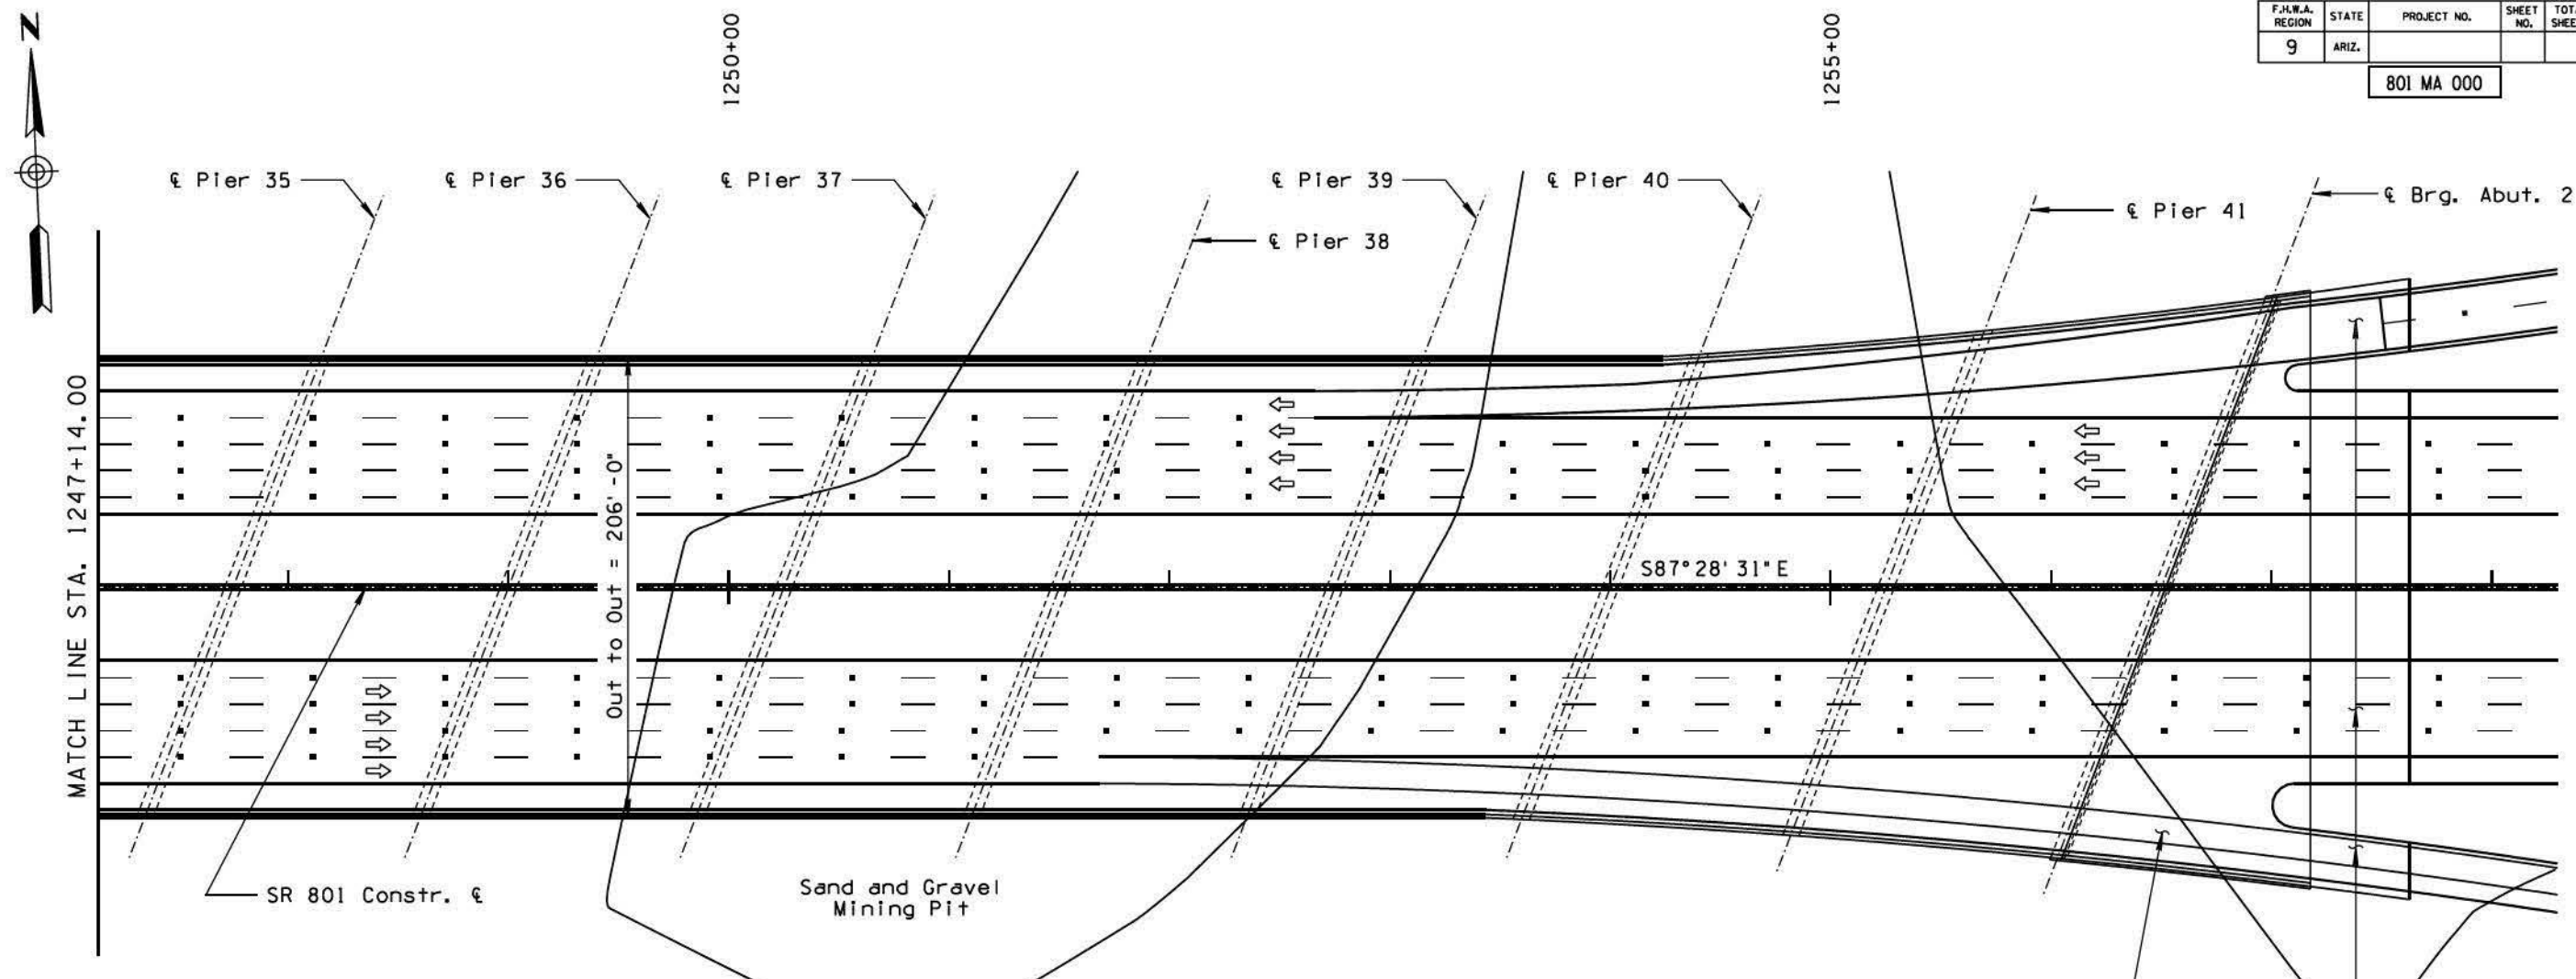 N
1250+00
1255+00
F.H.W.A. REGION
STATE
PROJECT NO.
SHEET NO.
9
ARIZ.
801 MA 000
℄ Pier 35
℄ Pier 36
℄ Pier 37
℄ Pier 38
℄ Pier 39
℄ Pier 40
℄ Pier 41
℄ Brg. Abut. 2
MATCH LINE STA. 1247+14.00
Out to Out = 206'-0"
S87°28'31"E
SR 801 Constr. ℄
Sand and Gravel
Mining Pit